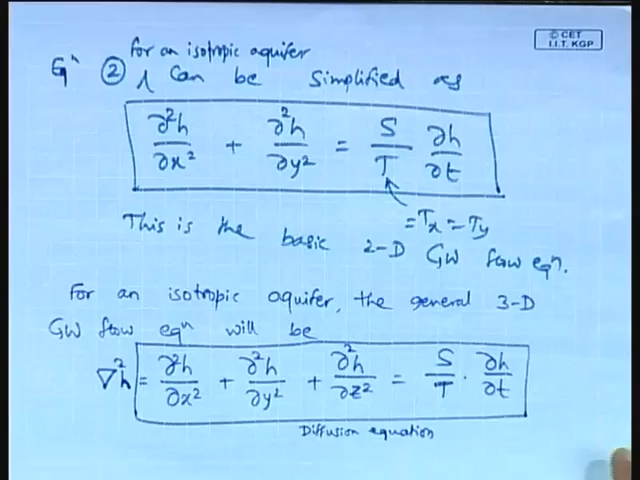 © CET
I.I.T. KGP
for an isotropic aquifer
Eqⁿ ② ∧ Can be simplified as
∂²h/∂x² + ∂²h/∂y² = S/T ∂h/∂t
= Tx = Ty
This is the basic 2-D GW flow eqⁿ.
For an isotropic aquifer, the general 3-D
GW flow eqⁿ will be
∇²h = ∂²h/∂x² + ∂²h/∂y² + ∂²h/∂z² = S/T · ∂h/∂t
Diffusion equation